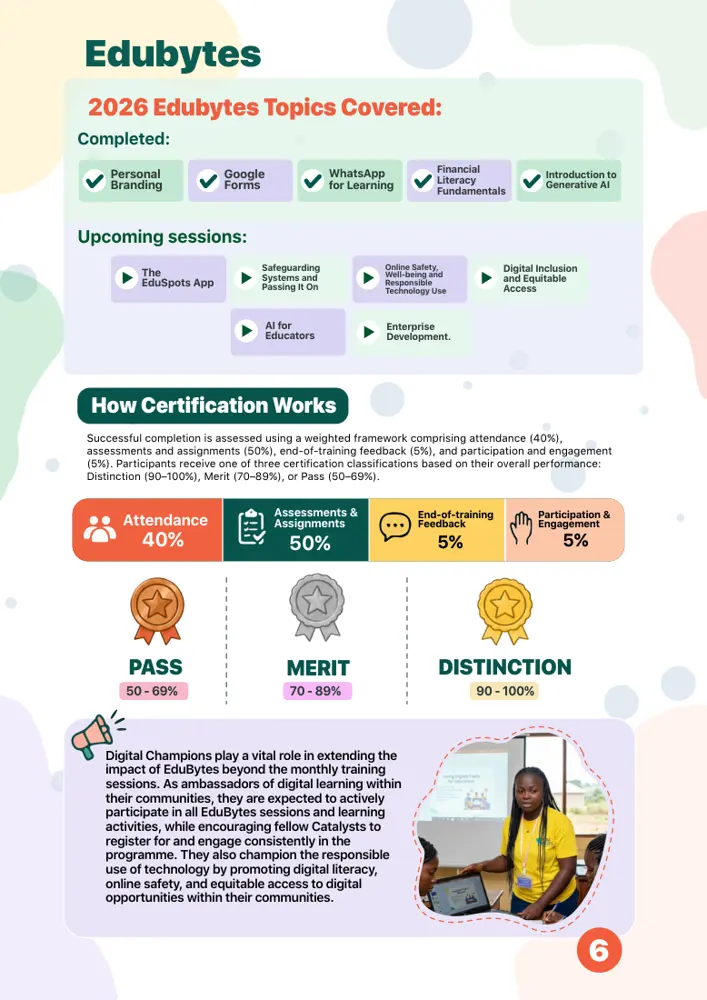 Edubytes
2026 Edubytes Topics Covered:
Completed:
Personal
Branding
Google
Forms
WhatsApp
for Learning
Financial
Literacy
Fundamentals
Introduction to
Generative AI
Upcoming sessions:
The
EduSpots App
Safeguarding
Systems and
Passing It On
Online Safety,
Well-being and
Responsible
Technology Use
Digital Inclusion
and Equitable
Access
AI for
Educators
Enterprise
Development.
How Certification Works
Successful completion is assessed using a weighted framework comprising attendance (40%),
assessments and assignments (50%), end-of-training feedback (5%), and participation and engagement
(5%). Participants receive one of three certification classifications based on their overall performance:
Distinction (90–100%), Merit (70–89%), or Pass (50–69%).
Attendance
40%
Assessments &
Assignments
50%
End-of-training
Feedback
5%
Participation &
Engagement
5%
PASS
50 - 69%
MERIT
70 - 89%
DISTINCTION
90 - 100%
Digital Champions play a vital role in extending the
impact of EduBytes beyond the monthly training
sessions. As ambassadors of digital learning within
their communities, they are expected to actively
participate in all EduBytes sessions and learning
activities, while encouraging fellow Catalysts to
register for and engage consistently in the
programme. They also champion the responsible
use of technology by promoting digital literacy,
online safety, and equitable access to digital
opportunities within their communities.
6